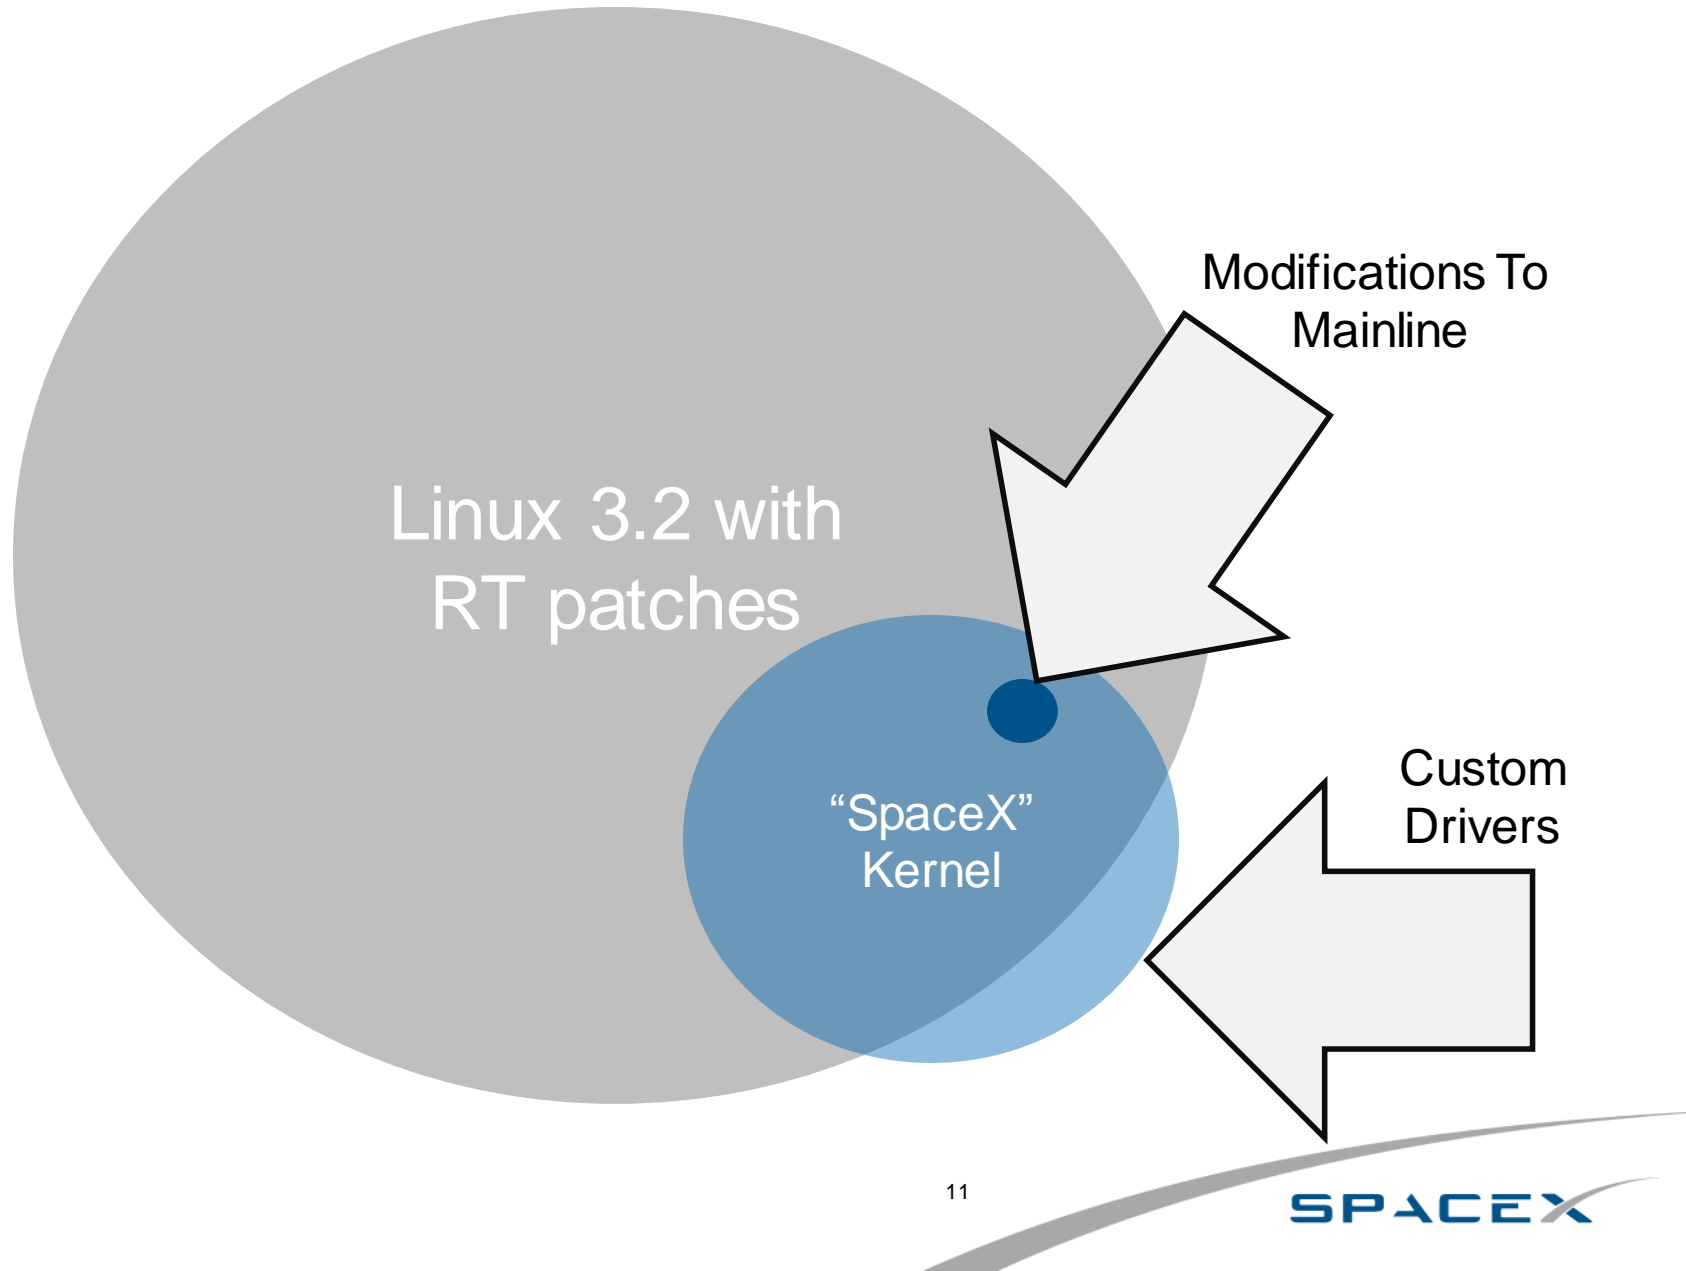 Modifications To
Mainline
Linux 3.2 with
RT patches
Custom
Drivers
“SpaceX”
Kernel
11
SPACEX